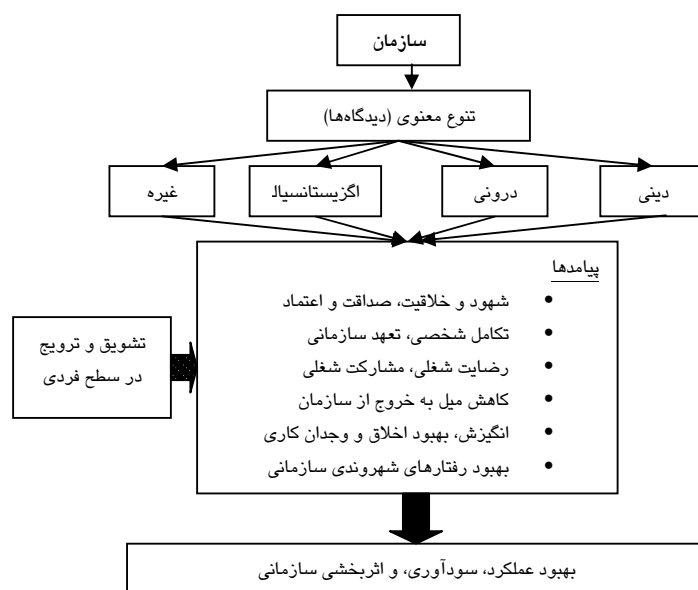 سازمان
تنوع معنوی (دیدگاه‌ها)
دینی
درونی
اگزیستانسیال
غیره
پیامدها
• شهود و خلاقیت، صداقت و اعتماد
• تکامل شخصی، تعهد سازمانی
• رضایت شغلی، مشارکت شغلی
• کاهش میل به خروج از سازمان
• انگیزش، بهبود اخلاق و وجدان کاری
• بهبود رفتارهای شهروندی سازمانی
تشویق و ترویج
در سطح فردی
بهبود عملکرد، سودآوری، و اثربخشی سازمانی